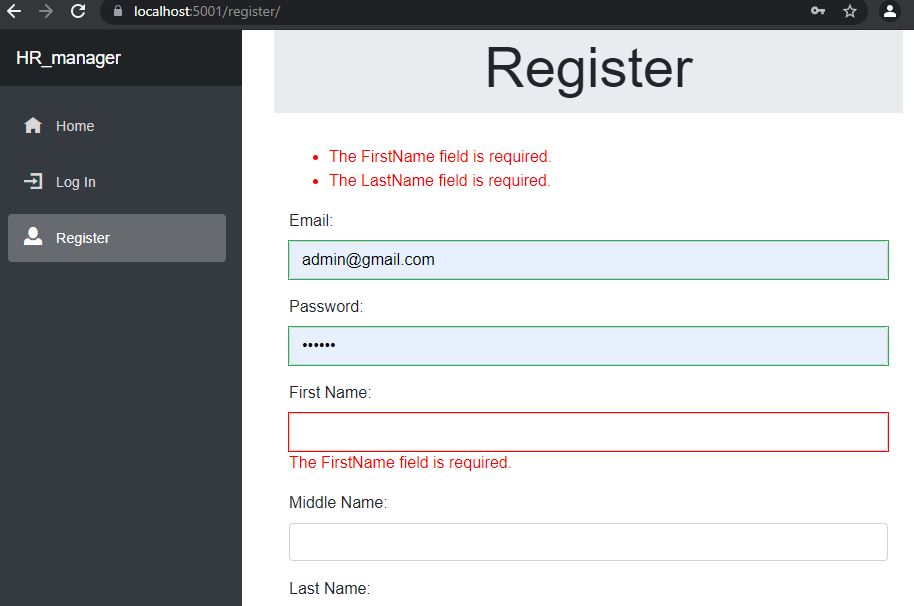 localhost:5001/register/
HR_manager
Home
Log In
Register
Register
The FirstName field is required.
The LastName field is required.
Email:
admin@gmail.com
Password:
••••••
First Name:
The FirstName field is required.
Middle Name:
Last Name: